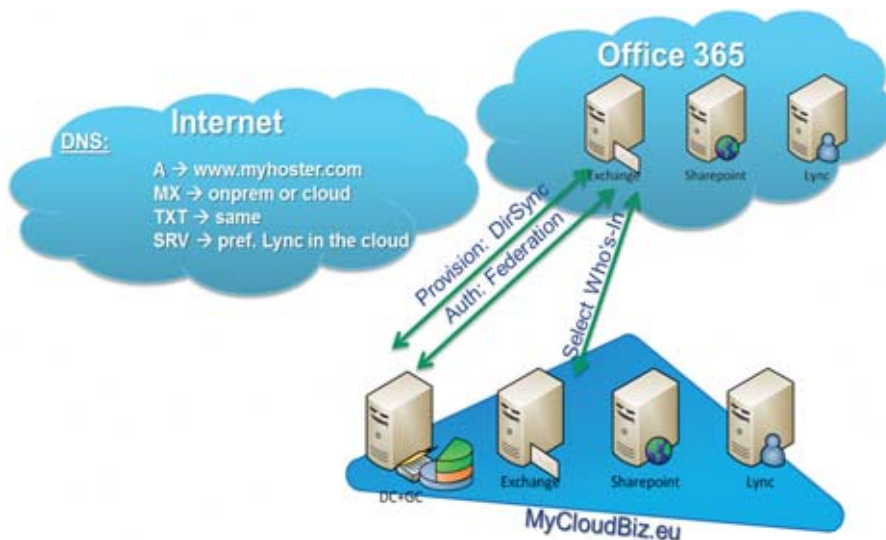 Office 365
Exchange
Sharepoint
Lync
Internet
DNS:
A → www.myhoster.com
MX → onprem or cloud
TXT → same
SRV → pref. Lync in the cloud
Provision: DirSync
Auth: Federation
Select Who's-In
DC+GC
Exchange
Sharepoint
Lync
MyCloudBiz.eu